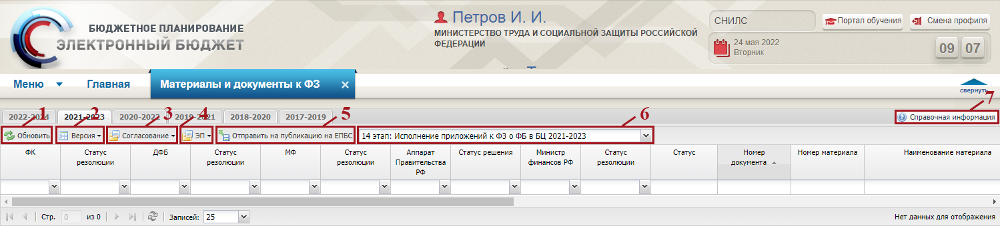 БЮДЖЕТНОЕ ПЛАНИРОВАНИЕ
ЭЛЕКТРОННЫЙ БЮДЖЕТ
Петров И. И.
МИНИСТЕРСТВО ТРУДА И СОЦИАЛЬНОЙ ЗАЩИТЫ РОССИЙСКОЙ
ФЕДЕРАЦИИ
СНИЛС
Портал обучения
Смена профиля
24 мая 2022
Вторник
09 07
Меню
Главная
Материалы и документы к ФЗ
свернуть
1 2 3 4 5 6 7
2022-2024 2021-2023 2020-2022 2019-2021 2018-2020 2017-2019
Справочная информация
Обновить Версия Согласование ЭП Отправить на публикацию на ЕПБС 14 этап: Исполнение приложений к ФЗ о ФБ в БЦ 2021-2023
ФК
Статус
резолюции
ДФБ
Статус
резолюции
МФ
Статус
резолюции
Аппарат
Правительства
РФ
Статус решения
Министр
финансов РФ
Статус
резолюции
Статус
Номер
документа
Номер материала
Наименование материала
Стр. 0 из 0 Записей: 25
Нет данных для отображения